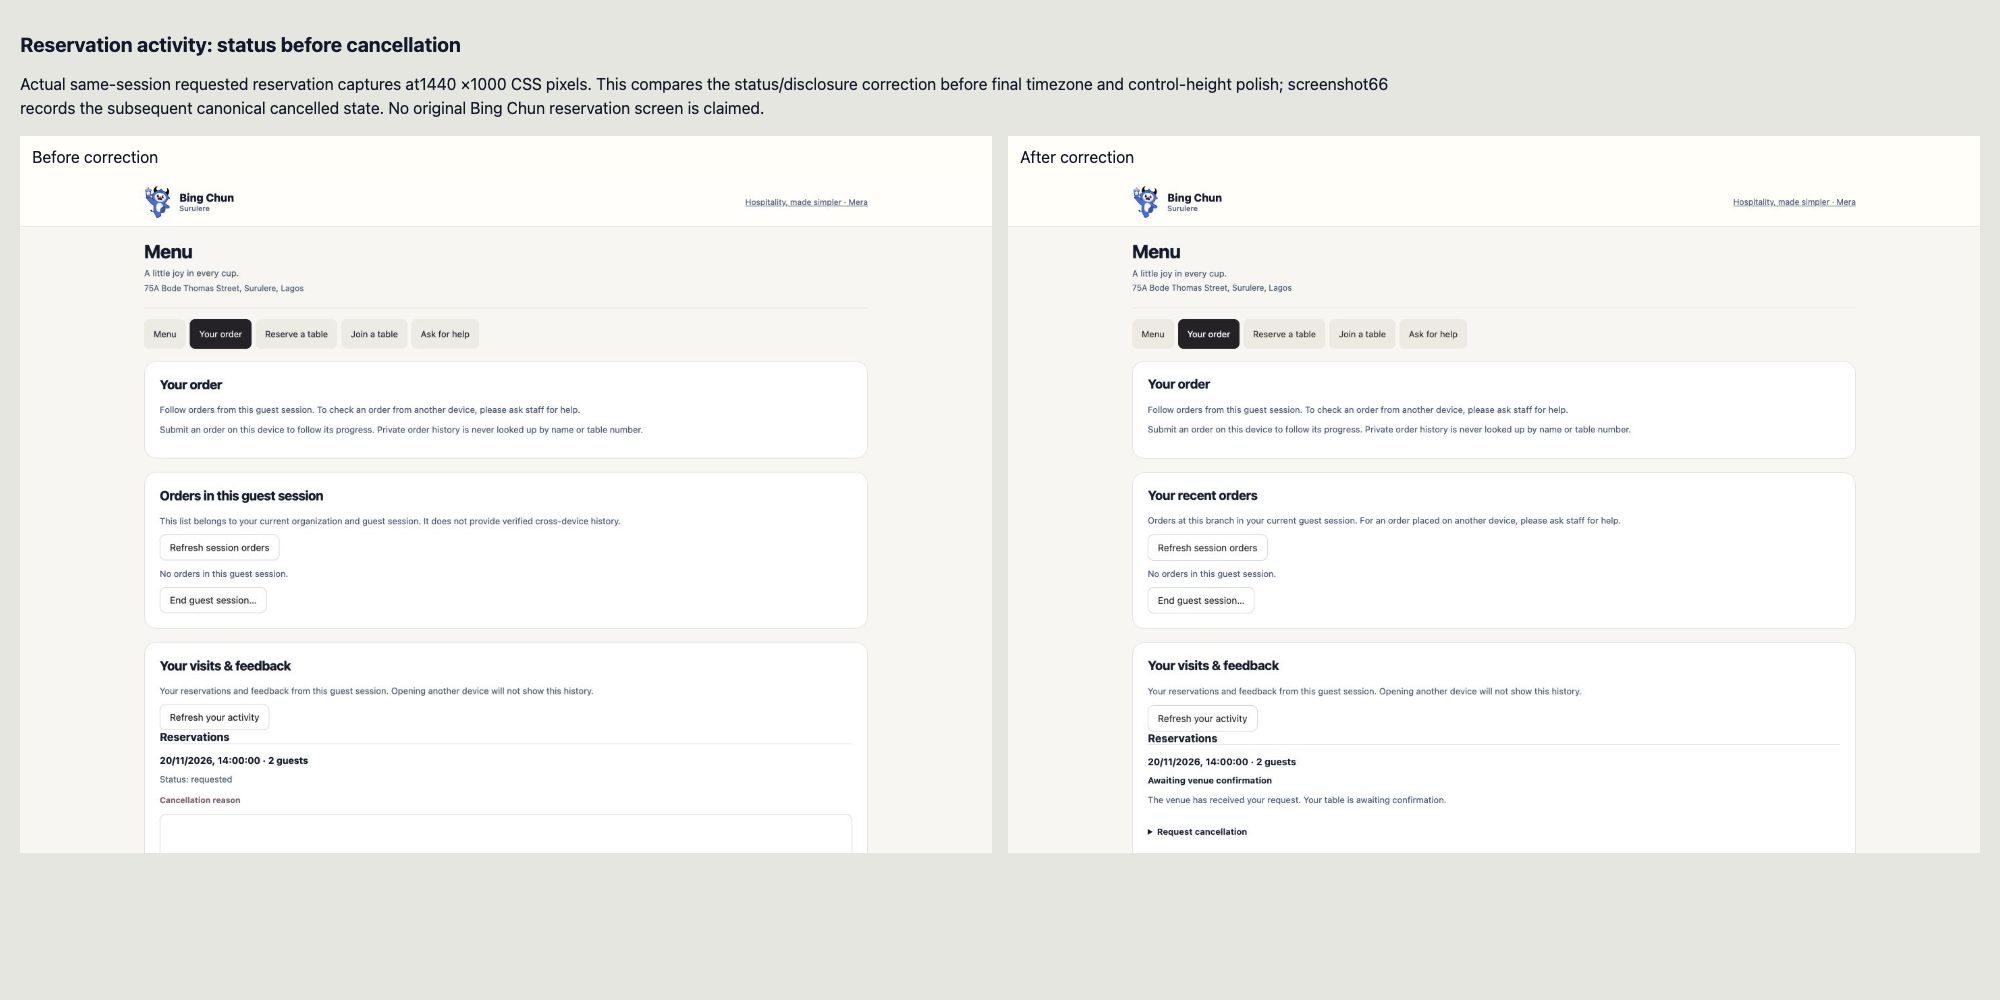 Reservation activity: status before cancellation
Actual same-session requested reservation captures at1440 ×1000 CSS pixels. This compares the status/disclosure correction before final timezone and control-height polish; screenshot66
records the subsequent canonical cancelled state. No original Bing Chun reservation screen is claimed.
Before correction
Bing Chun
Surulere
Hospitality, made simpler · Mera
Menu
A little joy in every cup.
75A Bode Thomas Street, Surulere, Lagos
Menu
Your order
Reserve a table
Join a table
Ask for help
Your order
Follow orders from this guest session. To check an order from another device, please ask staff for help.
Submit an order on this device to follow its progress. Private order history is never looked up by name or table number.
Orders in this guest session
This list belongs to your current organization and guest session. It does not provide verified cross-device history.
Refresh session orders
No orders in this guest session.
End guest session...
Your visits & feedback
Your reservations and feedback from this guest session. Opening another device will not show this history.
Refresh your activity
Reservations
20/11/2026, 14:00:00 · 2 guests
Status: requested
Cancellation reason
After correction
Bing Chun
Surulere
Hospitality, made simpler · Mera
Menu
A little joy in every cup.
75A Bode Thomas Street, Surulere, Lagos
Menu
Your order
Reserve a table
Join a table
Ask for help
Your order
Follow orders from this guest session. To check an order from another device, please ask staff for help.
Submit an order on this device to follow its progress. Private order history is never looked up by name or table number.
Your recent orders
Orders at this branch in your current guest session. For an order placed on another device, please ask staff for help.
Refresh session orders
No orders in this guest session.
End guest session...
Your visits & feedback
Your reservations and feedback from this guest session. Opening another device will not show this history.
Refresh your activity
Reservations
20/11/2026, 14:00:00 · 2 guests
Awaiting venue confirmation
The venue has received your request. Your table is awaiting confirmation.
▶ Request cancellation